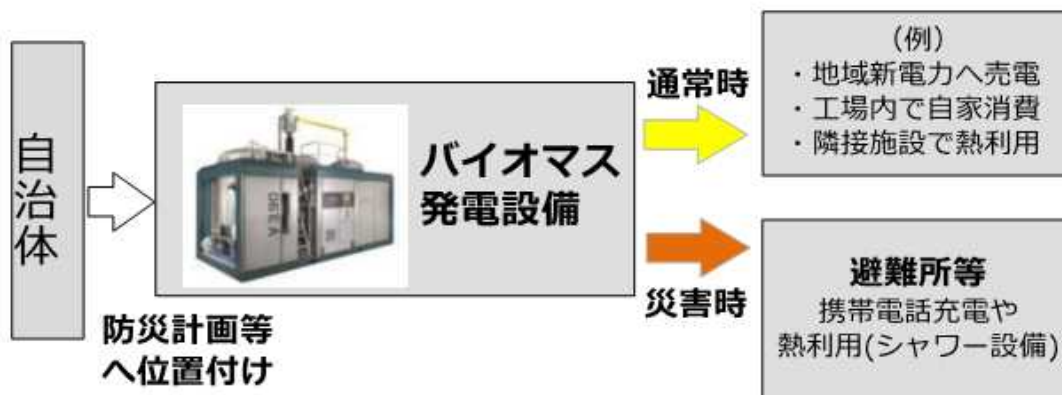 自治体
防災計画等
へ位置付け
バイオマス
発電設備
通常時
(例)
・地域新電力へ売電
・工場内で自家消費
・隣接施設で熱利用
災害時
避難所等
携帯電話充電や
熱利用(シャワー設備)